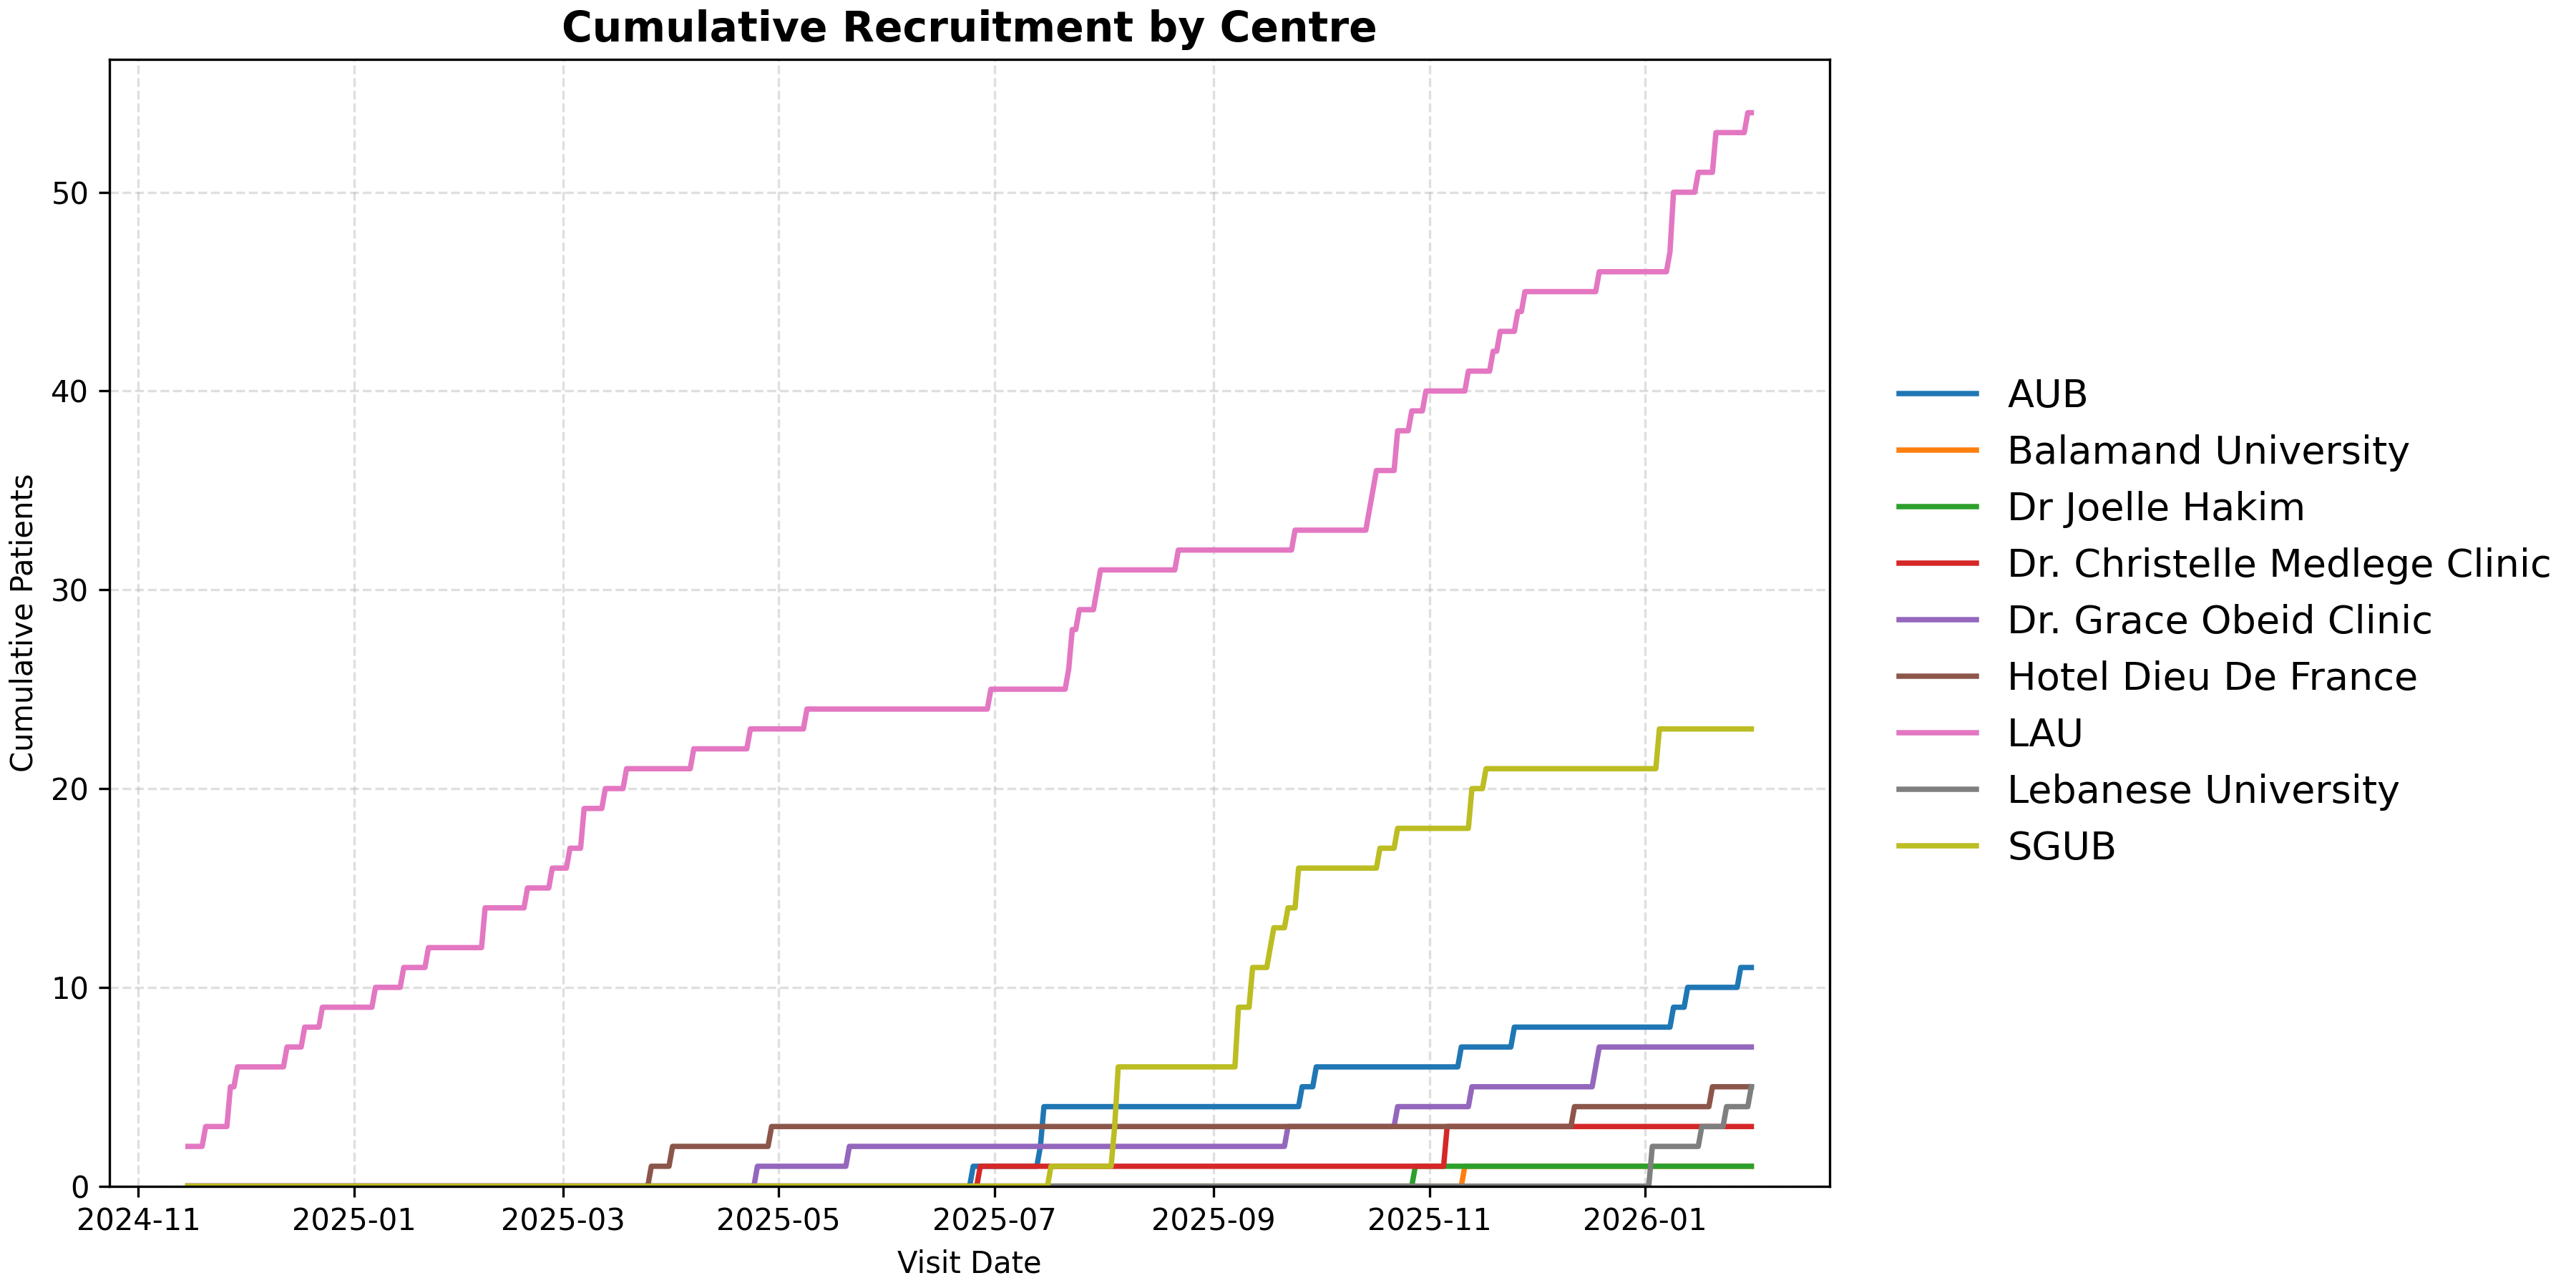 Cumulative Recruitment by Centre
Cumulative Patients
50
40
30
20
10
0
2024-11 2025-01 2025-03 2025-05 2025-07 2025-09 2025-11 2026-01
Visit Date
AUB
Balamand University
Dr Joelle Hakim
Dr. Christelle Medlege Clinic
Dr. Grace Obeid Clinic
Hotel Dieu De France
LAU
Lebanese University
SGUB